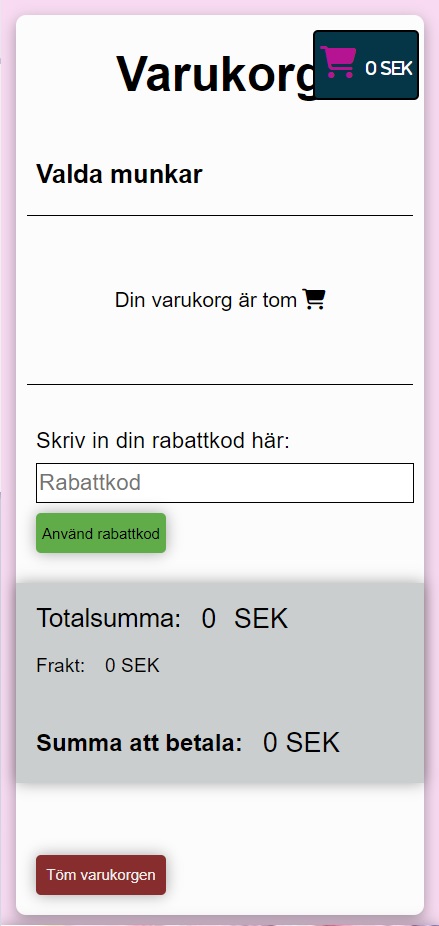 Varukorg
0 SEK
Valda munkar
Din varukorg är tom
Skriv in din rabattkod här:
Rabattkod
Använd rabattkod
Totalsumma: 0 SEK
Frakt: 0 SEK
Summa att betala: 0 SEK
Töm varukorgen